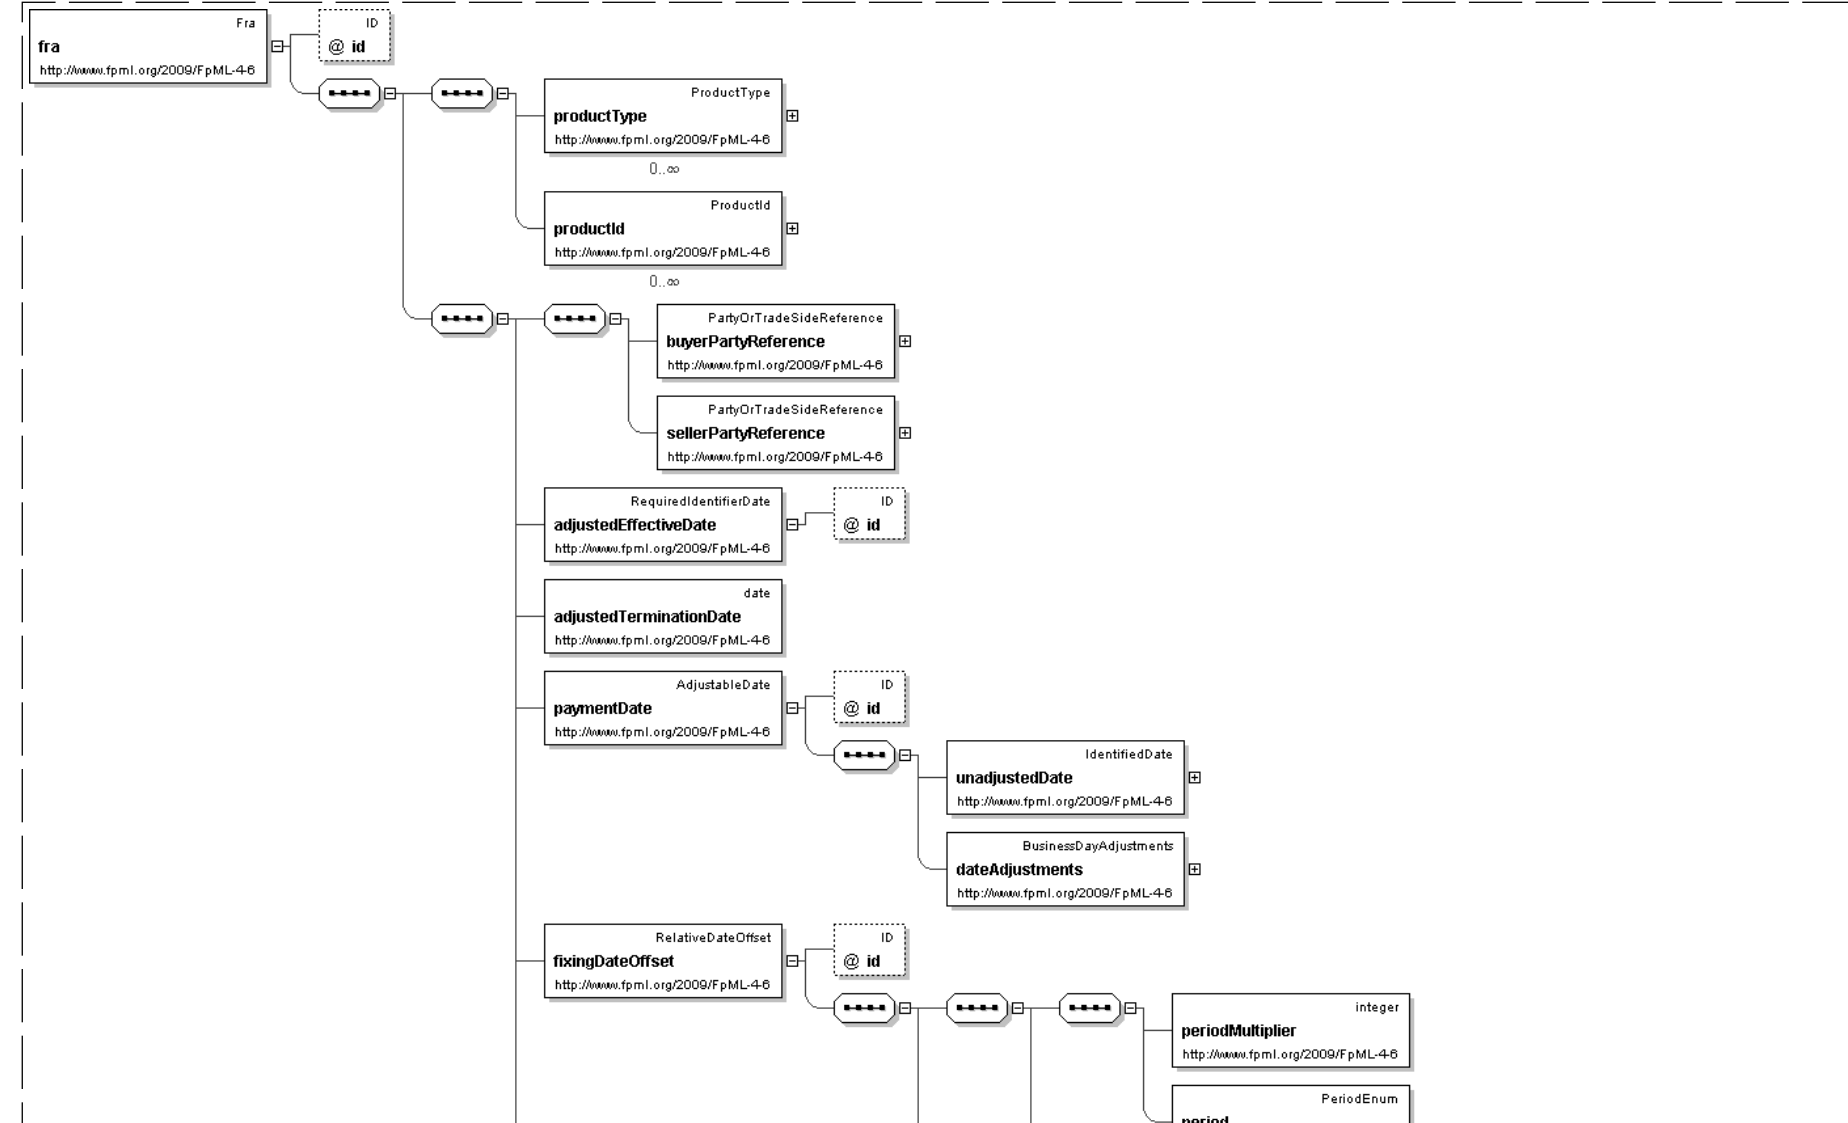 Fra
fra
http://www.fpml.org/2009/FpML-4-6
ID
@ id
ProductType
productType
http://www.fpml.org/2009/FpML-4-6
0..∞
ProductId
productId
http://www.fpml.org/2009/FpML-4-6
0..∞
PartyOrTradeSideReference
buyerPartyReference
http://www.fpml.org/2009/FpML-4-6
PartyOrTradeSideReference
sellerPartyReference
http://www.fpml.org/2009/FpML-4-6
RequiredIdentifierDate
adjustedEffectiveDate
http://www.fpml.org/2009/FpML-4-6
ID
@ id
date
adjustedTerminationDate
http://www.fpml.org/2009/FpML-4-6
AdjustableDate
paymentDate
http://www.fpml.org/2009/FpML-4-6
ID
@ id
IdentifiedDate
unadjustedDate
http://www.fpml.org/2009/FpML-4-6
BusinessDayAdjustments
dateAdjustments
http://www.fpml.org/2009/FpML-4-6
RelativeDateOffset
fixingDateOffset
http://www.fpml.org/2009/FpML-4-6
ID
@ id
integer
periodMultiplier
http://www.fpml.org/2009/FpML-4-6
PeriodEnum
period